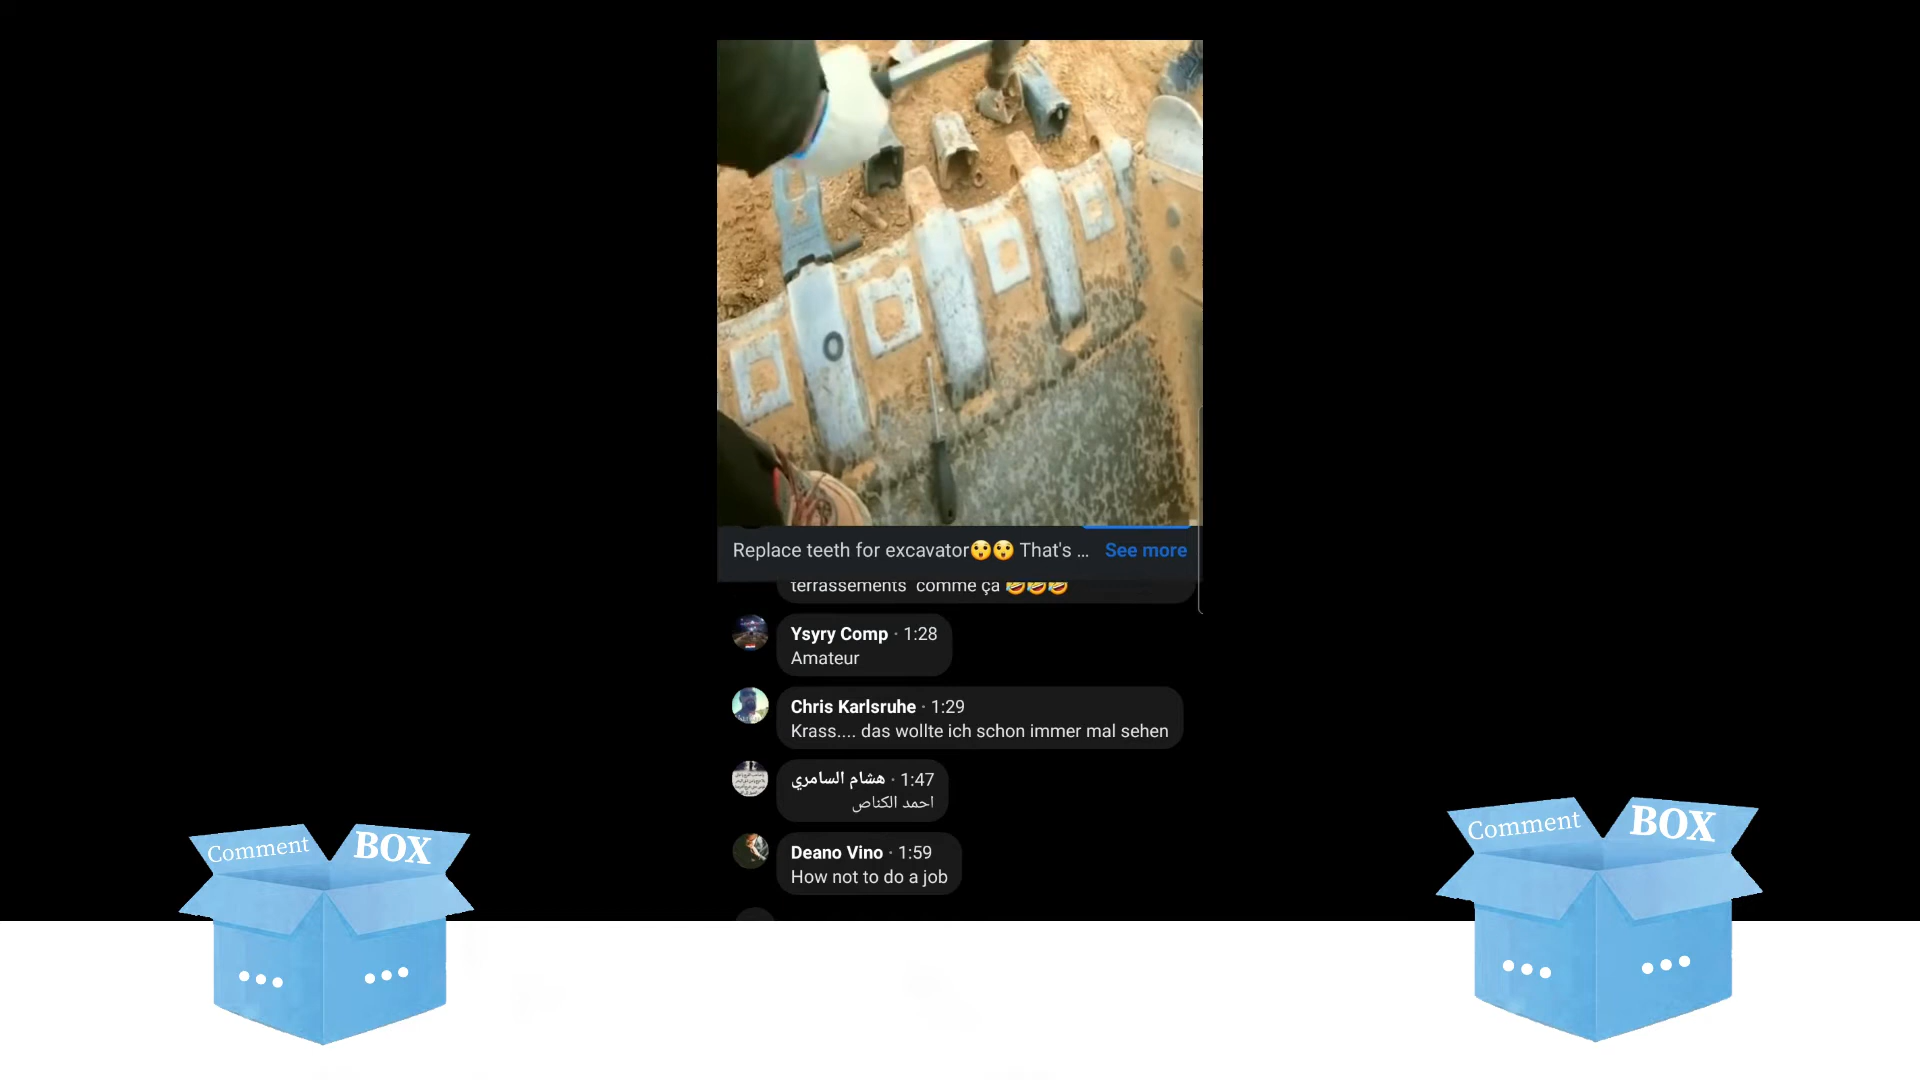 Replace teeth for excavator😲😲 That's ... See more
terrassements comme ça 🤣🤣🤣
Ysyry Comp · 1:28
Amateur
Chris Karlsruhe · 1:29
Krass.... das wollte ich schon immer mal sehen
هشام السامري · 1:47
احمد الكناص
Deano Vino · 1:59
How not to do a job
Comment BOX
Comment BOX